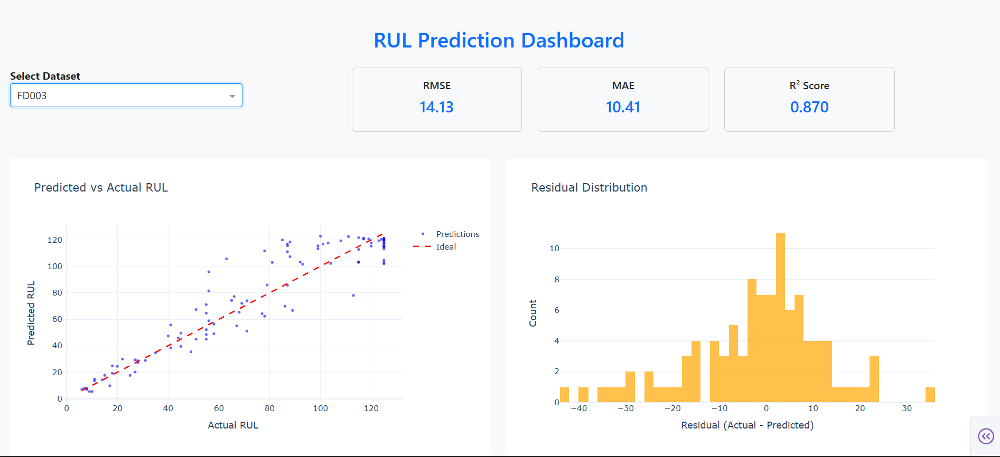 RUL Prediction Dashboard
Select Dataset
FD003
RMSE
14.13
MAE
10.41
R² Score
0.870
Predicted vs Actual RUL
Predictions
Ideal
120
100
80
60
40
20
0
Predicted RUL
0 20 40 60 80 100 120
Actual RUL
Residual Distribution
10
8
6
4
2
0
Count
−40 −30 −20 −10 0 10 20 30
Residual (Actual - Predicted)